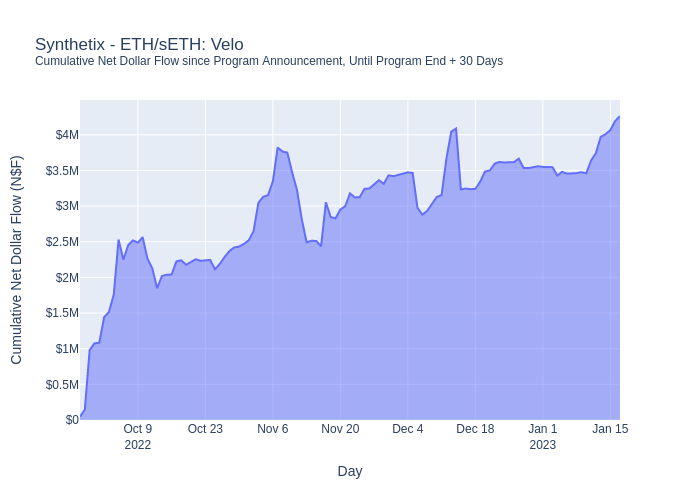 Synthetix - ETH/sETH: Velo
Cumulative Net Dollar Flow since Program Announcement, Until Program End + 30 Days
Cumulative Net Dollar Flow (N$F)
$4M
$3.5M
$3M
$2.5M
$2M
$1.5M
$1M
$0.5M
$0
Oct 9
2022
Oct 23
Nov 6
Nov 20
Dec 4
Dec 18
Jan 1
2023
Jan 15
Day